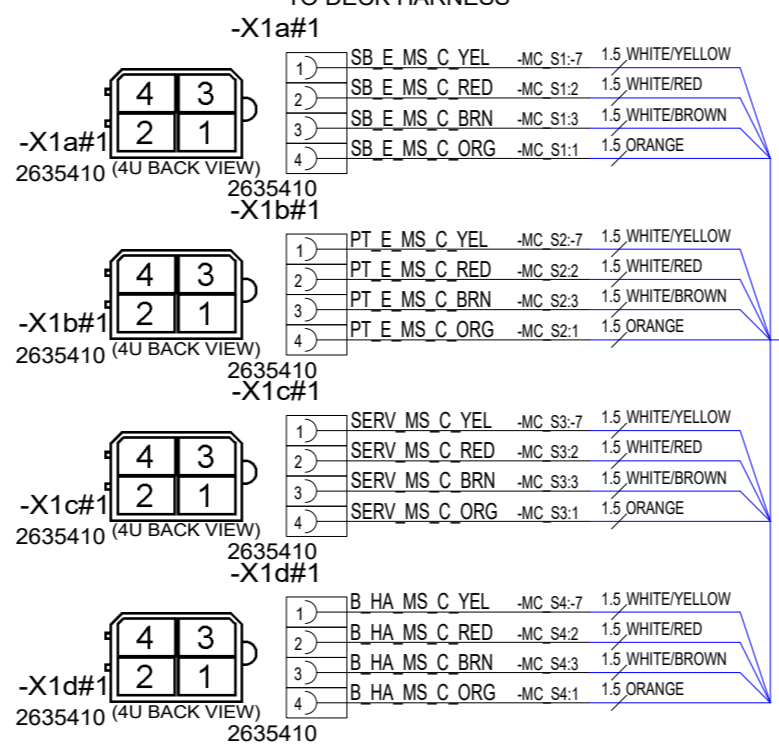 TO DECK HARNESS
-X1a#1
1 SB_E_MS_C_YEL -MC_S1:-7 1.5 WHITE/YELLOW
2 SB_E_MS_C_RED -MC_S1:2 1.5 WHITE/RED
3 SB_E_MS_C_BRN -MC_S1:3 1.5 WHITE/BROWN
4 SB_E_MS_C_ORG -MC_S1:1 1.5 ORANGE
4 3
2 1
-X1a#1
2635410 (4U BACK VIEW)
2635410
-X1b#1
1 PT_E_MS_C_YEL -MC_S2:-7 1.5 WHITE/YELLOW
2 PT_E_MS_C_RED -MC_S2:2 1.5 WHITE/RED
3 PT_E_MS_C_BRN -MC_S2:3 1.5 WHITE/BROWN
4 PT_E_MS_C_ORG -MC_S2:1 1.5 ORANGE
4 3
2 1
-X1b#1
2635410 (4U BACK VIEW)
2635410
-X1c#1
1 SERV_MS_C_YEL -MC_S3:-7 1.5 WHITE/YELLOW
2 SERV_MS_C_RED -MC_S3:2 1.5 WHITE/RED
3 SERV_MS_C_BRN -MC_S3:3 1.5 WHITE/BROWN
4 SERV_MS_C_ORG -MC_S3:1 1.5 ORANGE
4 3
2 1
-X1c#1
2635410 (4U BACK VIEW)
2635410
-X1d#1
1 B_HA_MS_C_YEL -MC_S4:-7 1.5 WHITE/YELLOW
2 B_HA_MS_C_RED -MC_S4:2 1.5 WHITE/RED
3 B_HA_MS_C_BRN -MC_S4:3 1.5 WHITE/BROWN
4 B_HA_MS_C_ORG -MC_S4:1 1.5 ORANGE
4 3
2 1
-X1d#1
2635410 (4U BACK VIEW)
2635410